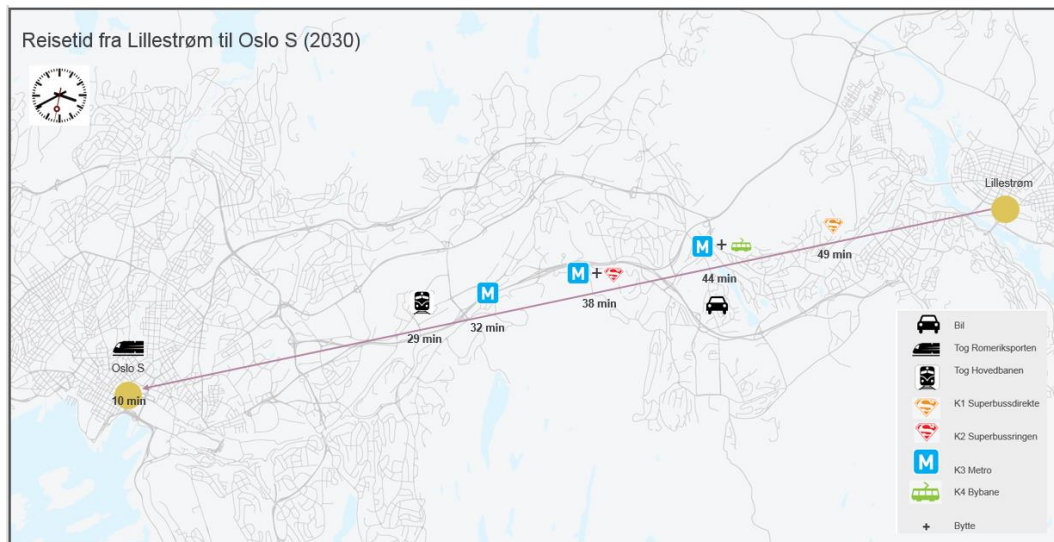 Reisetid fra Lillestrøm til Oslo S (2030)
Lillestrøm
49 min
M + 
44 min
M + 
38 min
M
32 min
29 min
Oslo S
10 min
Bil
Tog Romeriksporten
Tog Hovedbanen
K1 Superbussdirekte
K2 Superbussringen
M K3 Metro
K4 Bybane
+ Bytte